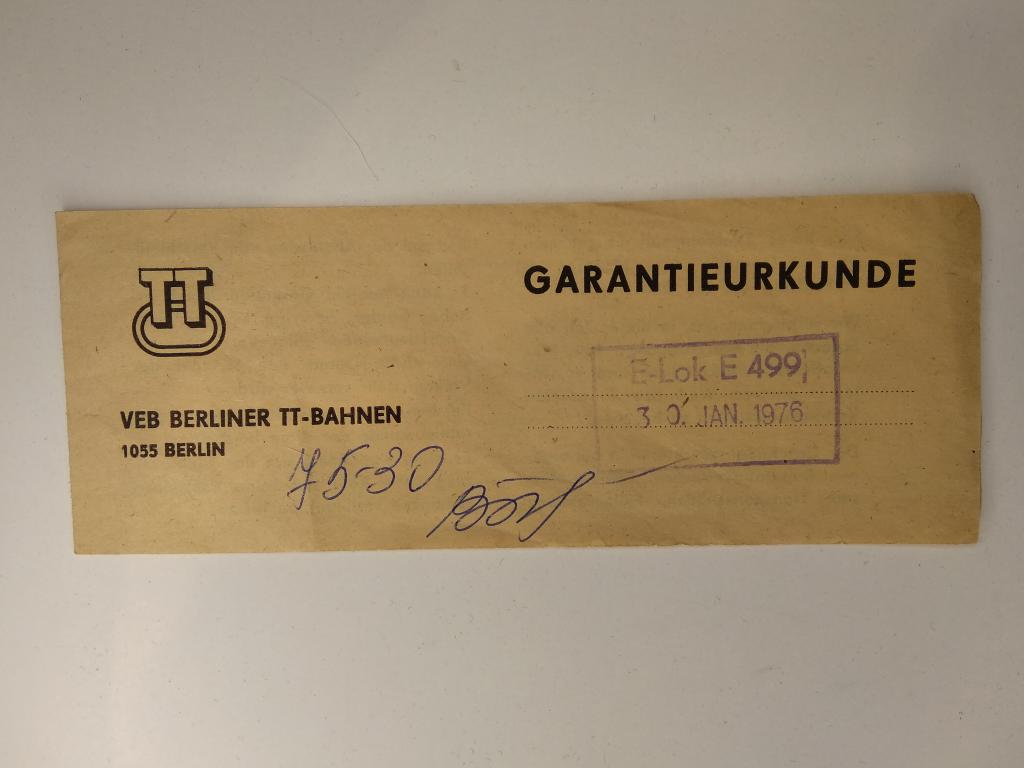 TT
GARANTIEURKUNDE
E-Lok E 499
30. JAN. 1976
VEB BERLINER TT-BAHNEN
1055 BERLIN
75-30